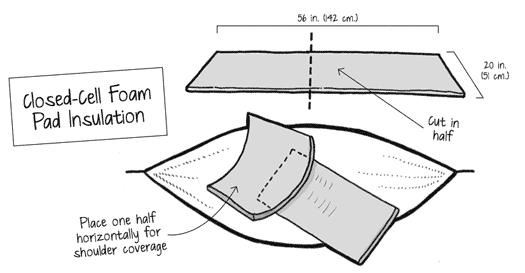 56 in. (142 cm.)
20 in.
(51 cm.)
Closed-Cell Foam
Pad Insulation
Cut in
half
Place one half
horizontally for
shoulder coverage